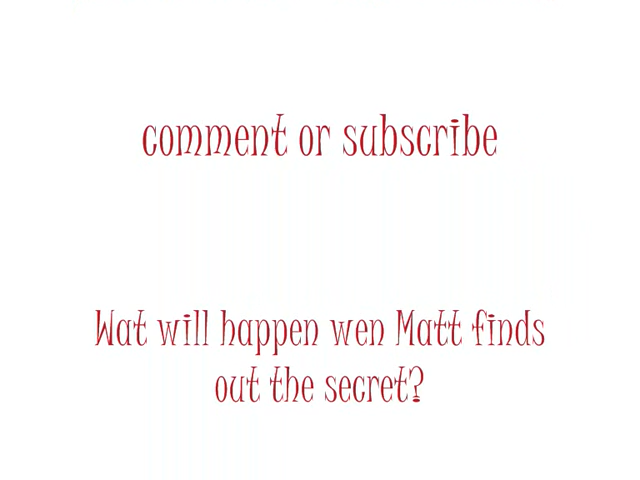 comment or subscribe
Wat will happen wen Matt finds
out the secret?